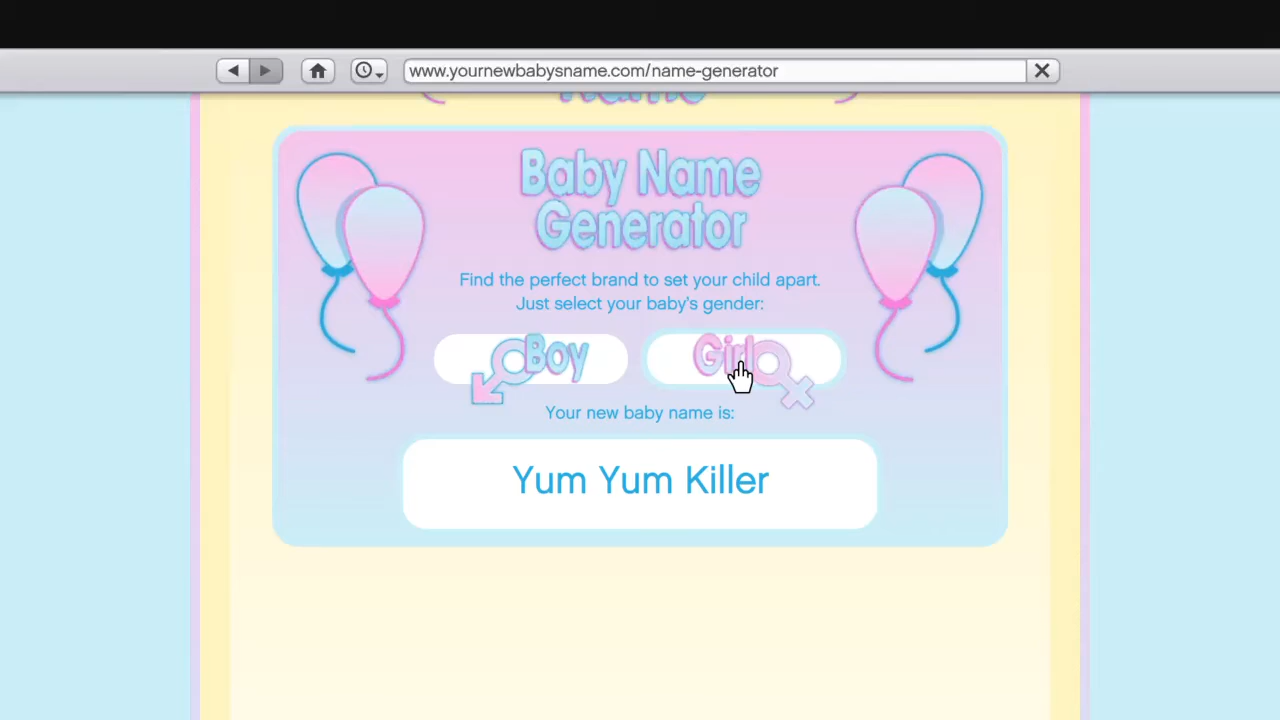 www.yournewbabysname.com/name-generator
Name
Baby Name
Generator
Find the perfect brand to set your child apart.
Just select your baby's gender:
Boy Girl
Your new baby name is:
Yum Yum Killer